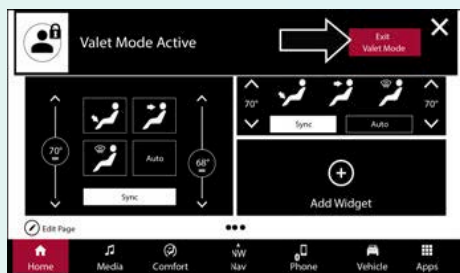 Valet Mode Active
Exit
Valet Mode
70°
68°
Auto
Sync
70°
70°
Sync
Auto
Add Widget
Edit Page
Home
Media
Comfort
NW
Nav
Phone
Vehicle
Apps